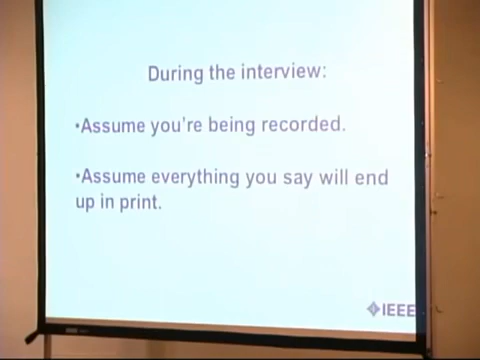 During the interview:
•Assume you're being recorded.
•Assume everything you say will end
up in print.
IEEE